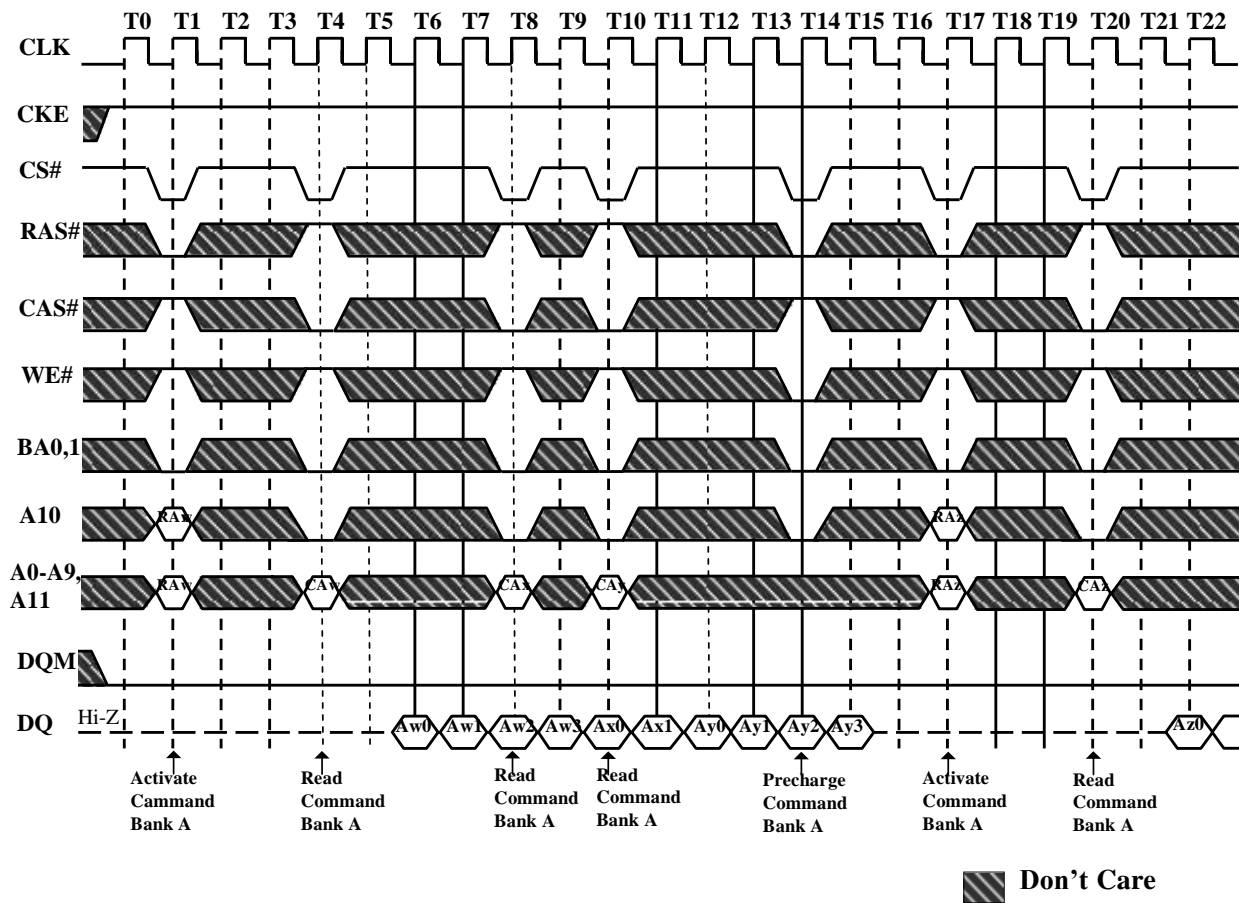 T0 T1 T2 T3 T4 T5 T6 T7 T8 T9 T10 T11 T12 T13 T14 T15 T16 T17 T18 T19 T20 T21 T22
CLK
CKE
CS#
RAS#
CAS#
WE#
BA0,1
A10 RAw RAz
A0-A9,
A11 RAw CAw CAx CAy RAz CAz
DQM
DQ Hi-Z Aw0 Aw1 Aw2 Aw3 Ax0 Ax1 Ay0 Ay1 Ay2 Ay3 Az0
Activate
Cammand
Bank A
Read
Command
Bank A
Read
Command
Bank A
Read
Command
Bank A
Precharge
Command
Bank A
Activate
Command
Bank A
Read
Command
Bank A
Don't Care